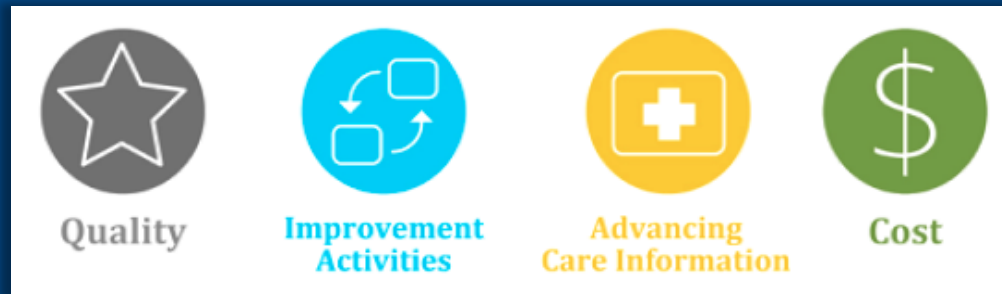 Quality
Improvement
Activities
Advancing
Care Information
Cost